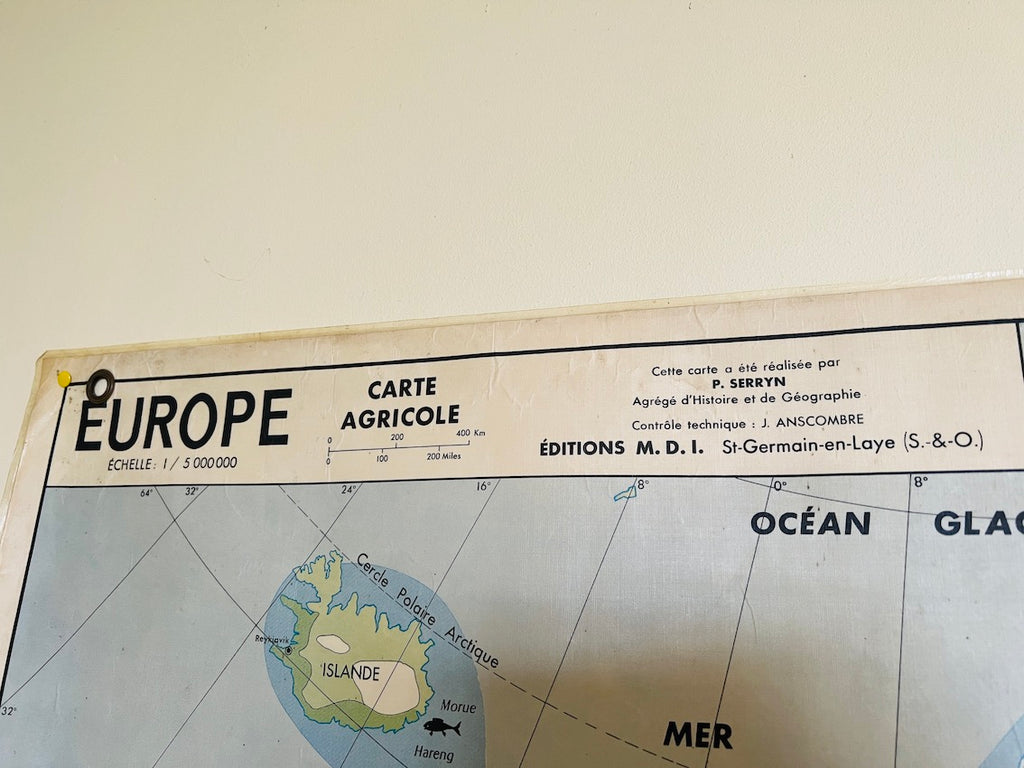 EUROPE
ÉCHELLE: 1 / 5 000 000
CARTE
AGRICOLE
0 200 400 Km
0 100 200 Miles
Cette carte a été réalisée par
P. SERRYN
Agrégé d'Histoire et de Géographie
Contrôle technique : J. ANSCOMBRE
ÉDITIONS M. D. I. St-Germain-en-Laye (S.-&-O.)
64° 32° 24° 16° 8° 0° 8°
OCÉAN GLAC
Cercle Polaire Arctique
Reykjavik
ISLANDE
Morue
Hareng
32°
MER